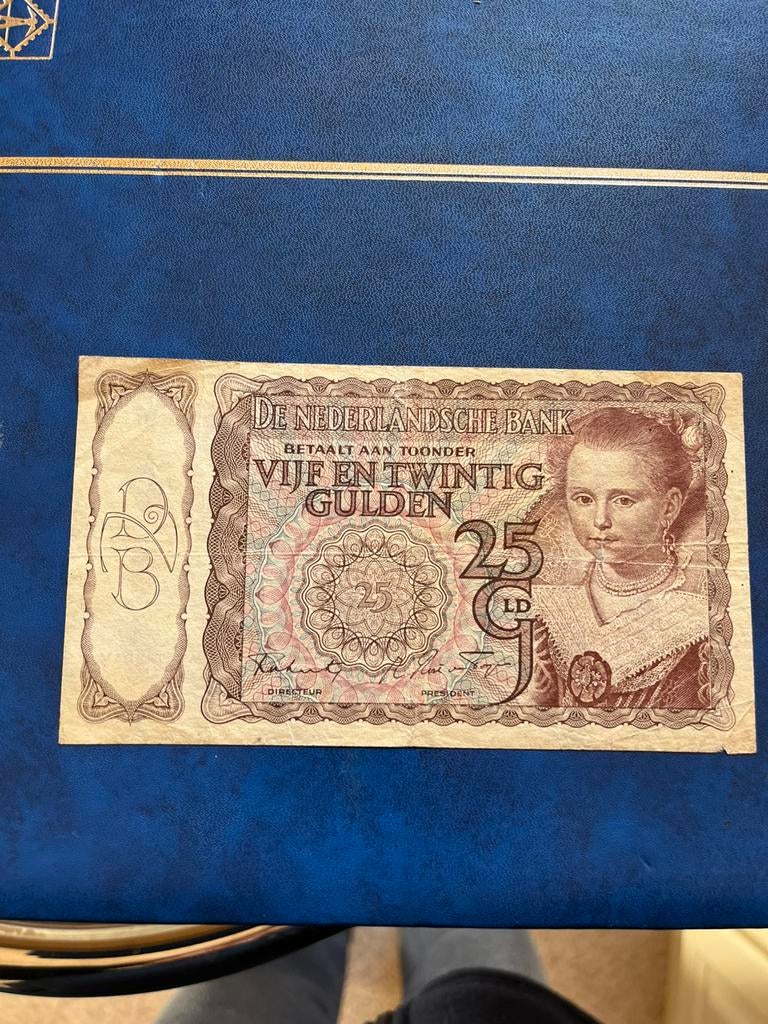 DNB
DE NEDERLANDSCHE BANK
BETAALT AAN TOONDER
VIJF EN TWINTIG
GULDEN
25
25
GLD
DIRECTEUR PRESIDENT